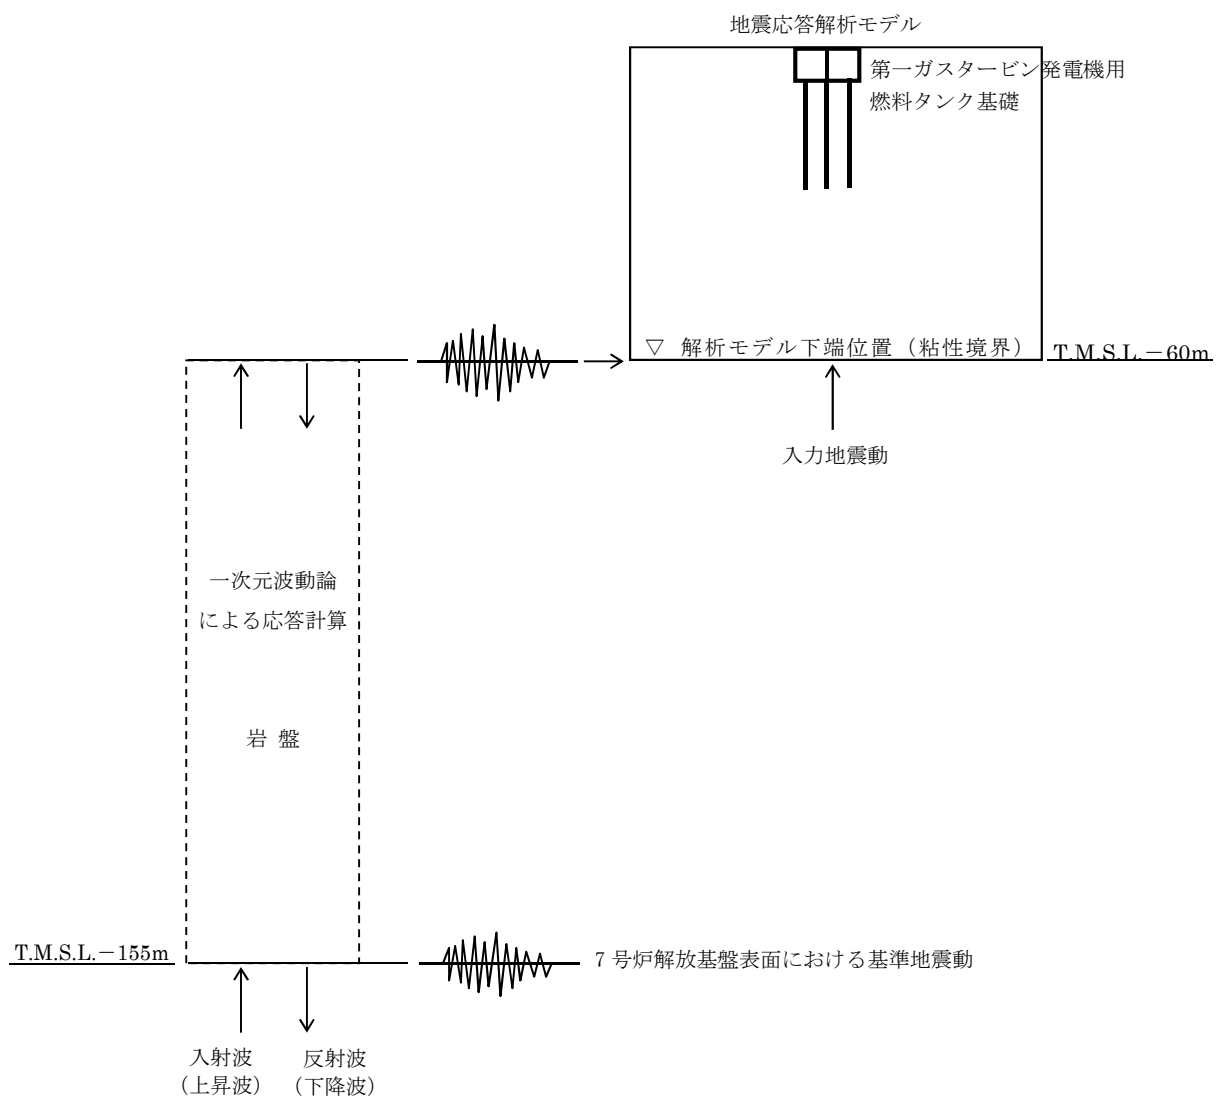 地震応答解析モデル
第一ガスタービン発電機用
燃料タンク基礎
▽ 解析モデル下端位置（粘性境界）
T.M.S.L.－60m
入力地震動
一次元波動論
による応答計算
岩 盤
T.M.S.L.－155m
7 号炉解放基盤表面における基準地震動
入射波
（上昇波）
反射波
（下降波）